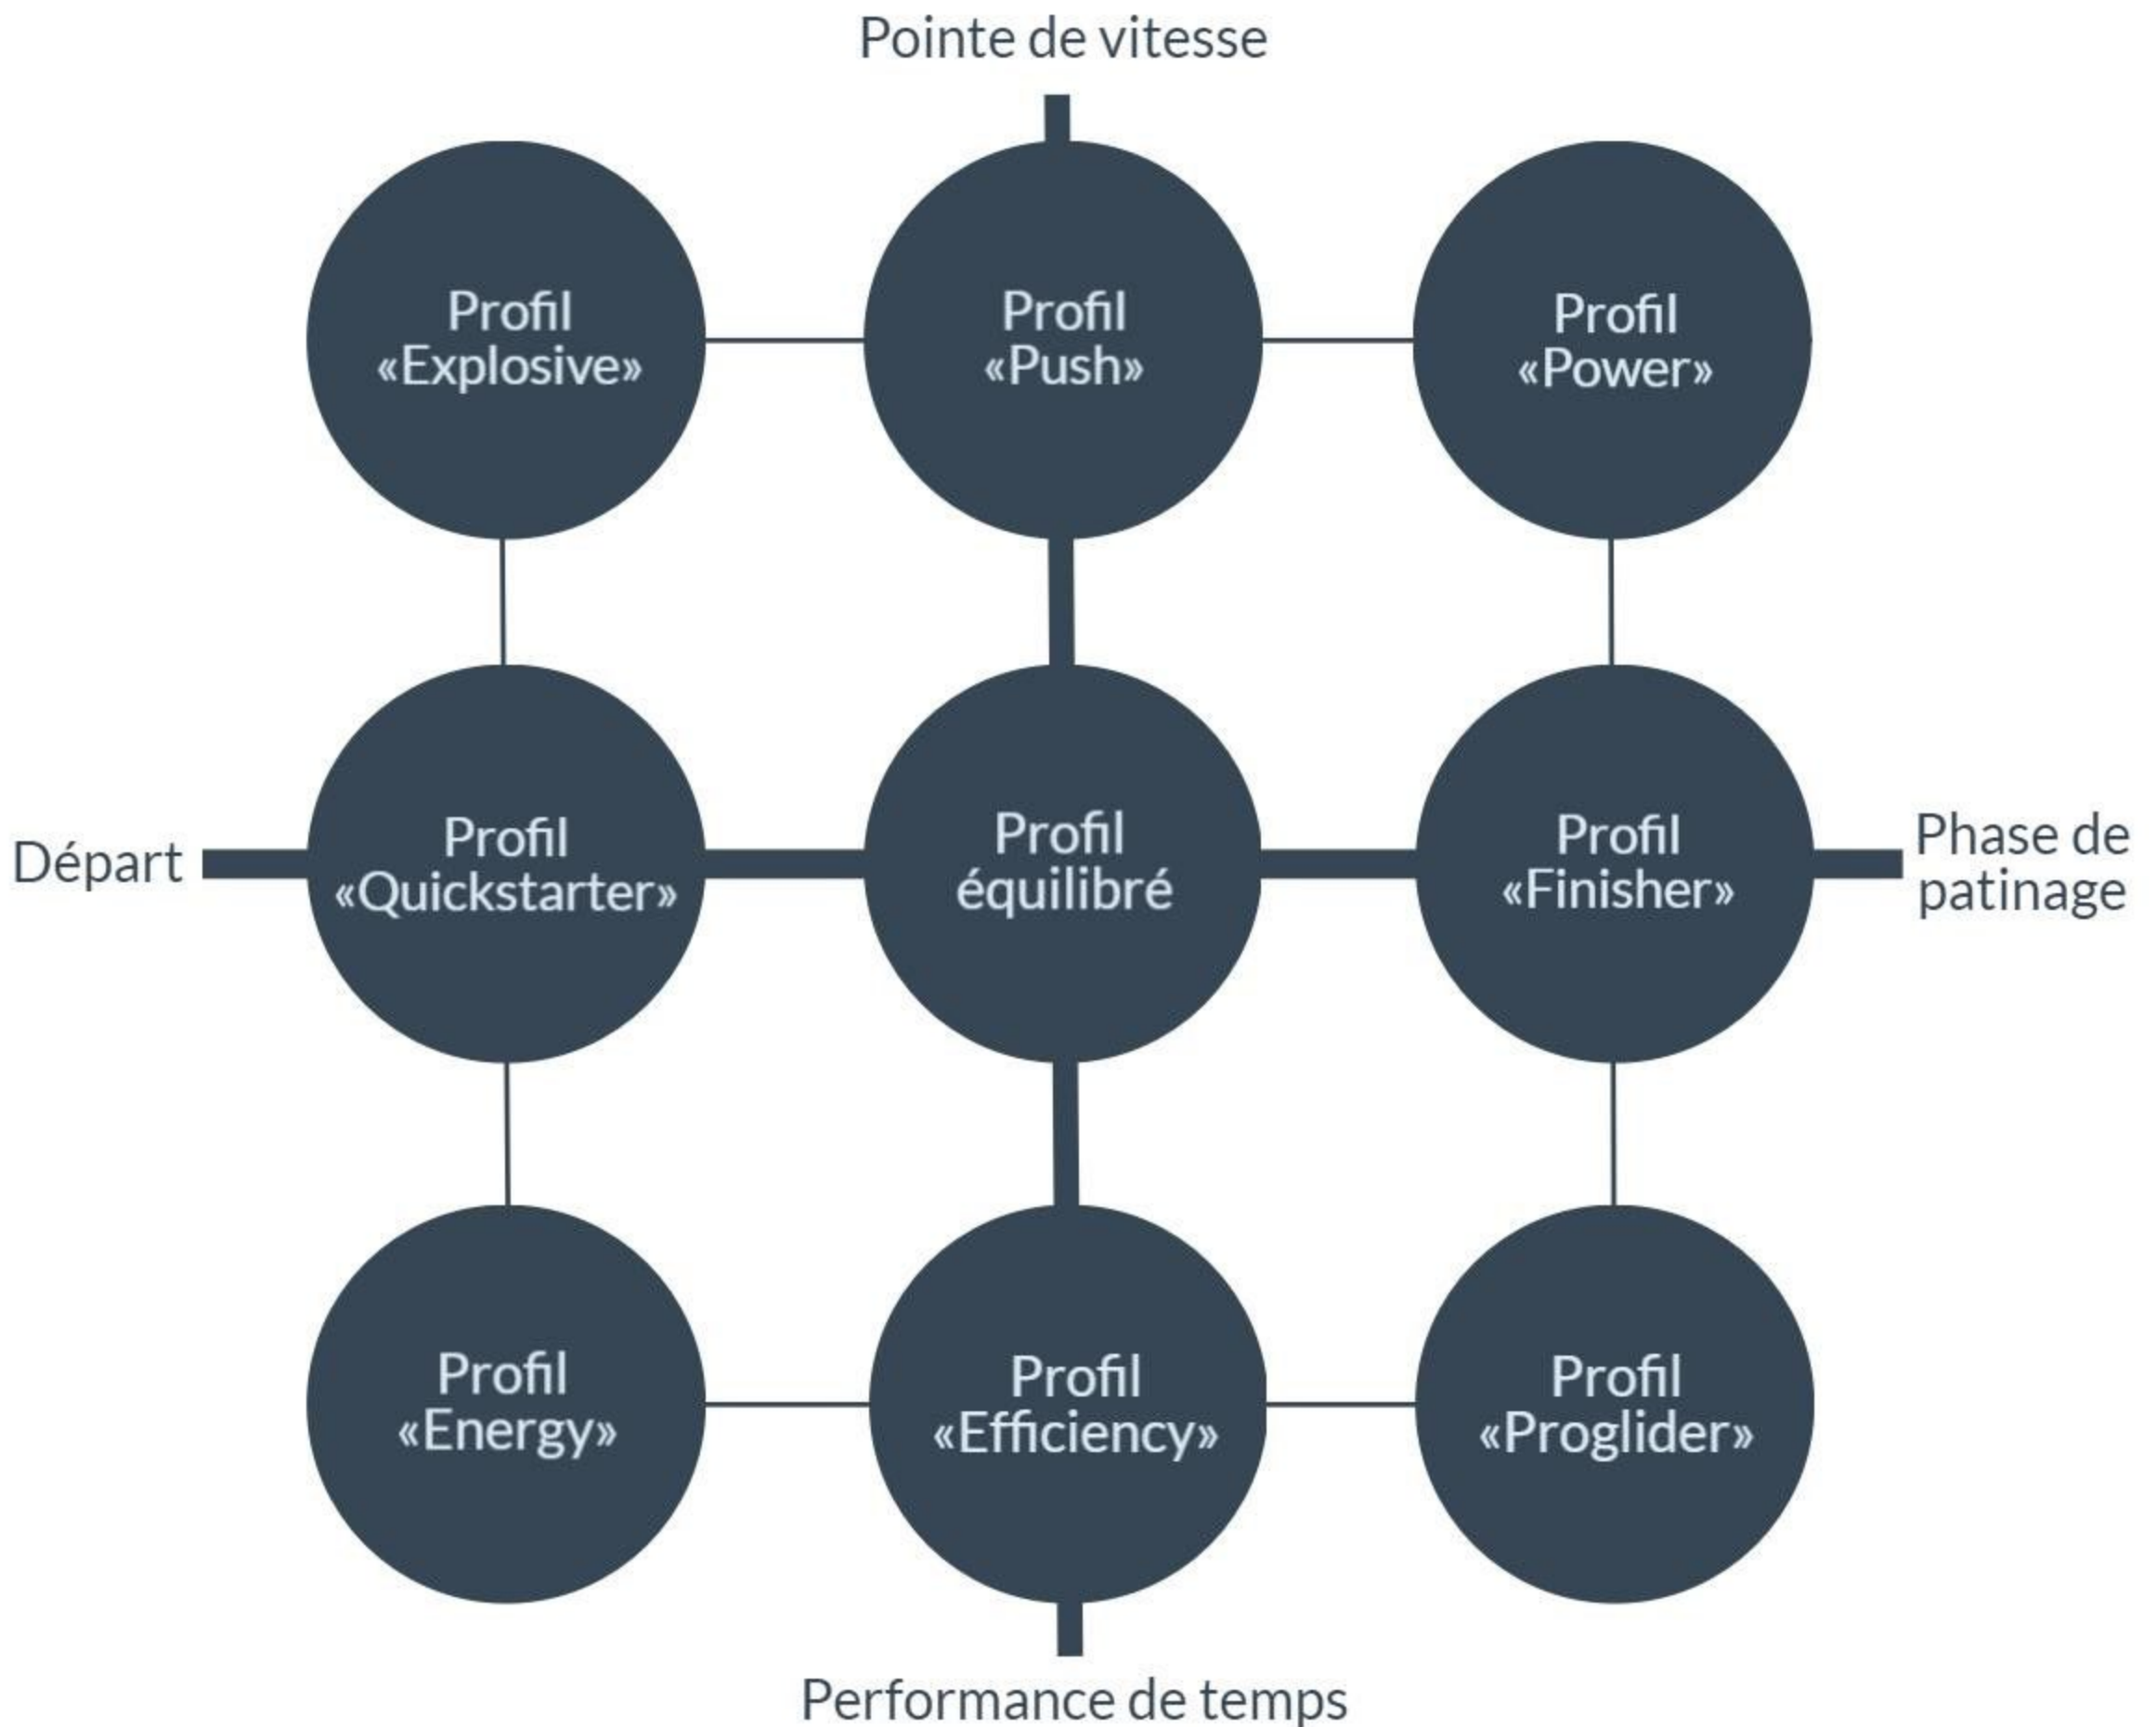 Pointe de vitesse
Profil
«Explosive»
Profil
«Push»
Profil
«Power»
Départ
Profil
«Quickstarter»
Profil
équilibré
Profil
«Finisher»
Phase de
patinage
Profil
«Energy»
Profil
«Efficiency»
Profil
«Proglider»
Performance de temps